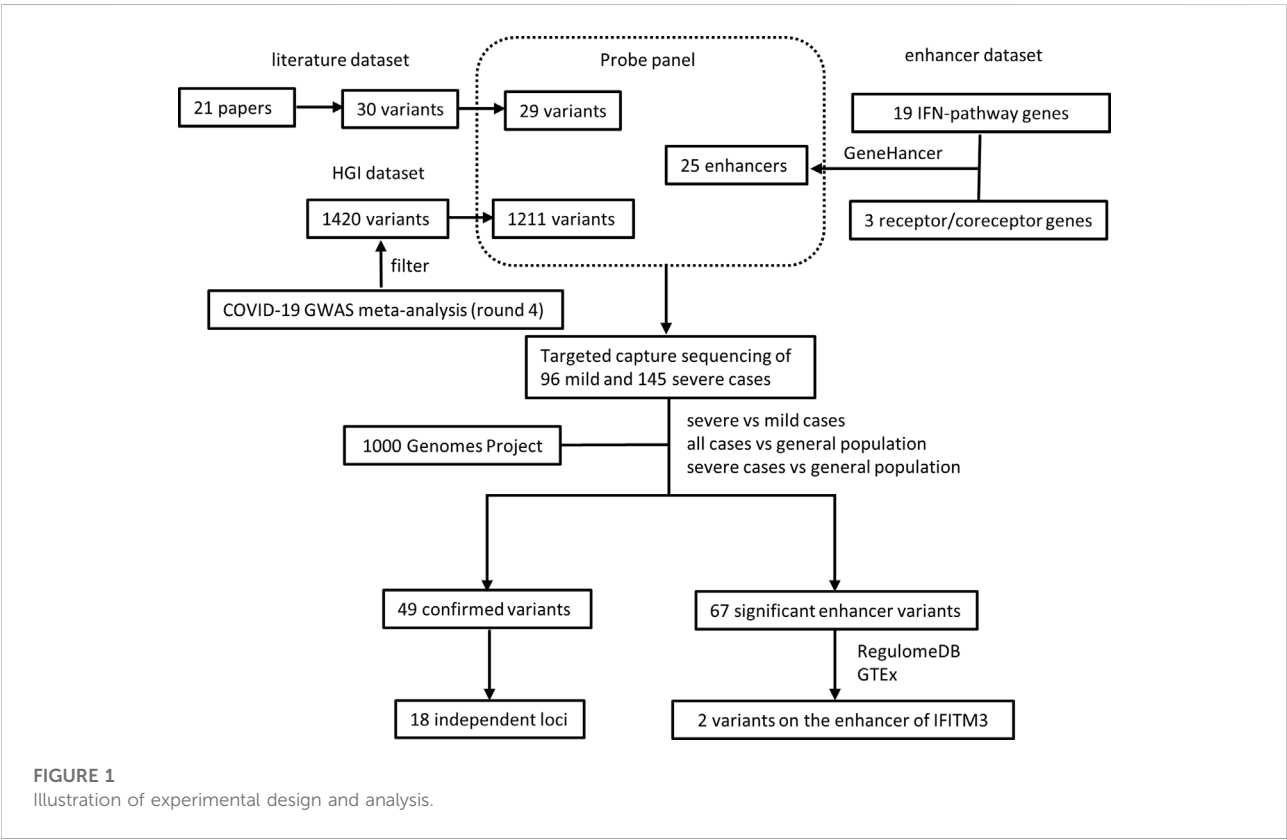 literature dataset
Probe panel
enhancer dataset
21 papers
30 variants
29 variants
19 IFN-pathway genes
25 enhancers
GeneHancer
HGI dataset
1420 variants
1211 variants
3 receptor/coreceptor genes
filter
COVID-19 GWAS meta-analysis (round 4)
Targeted capture sequencing of
96 mild and 145 severe cases
1000 Genomes Project
severe vs mild cases
all cases vs general population
severe cases vs general population
49 confirmed variants
67 significant enhancer variants
RegulomeDB
GTEx
18 independent loci
2 variants on the enhancer of IFITM3
FIGURE 1
Illustration of experimental design and analysis.